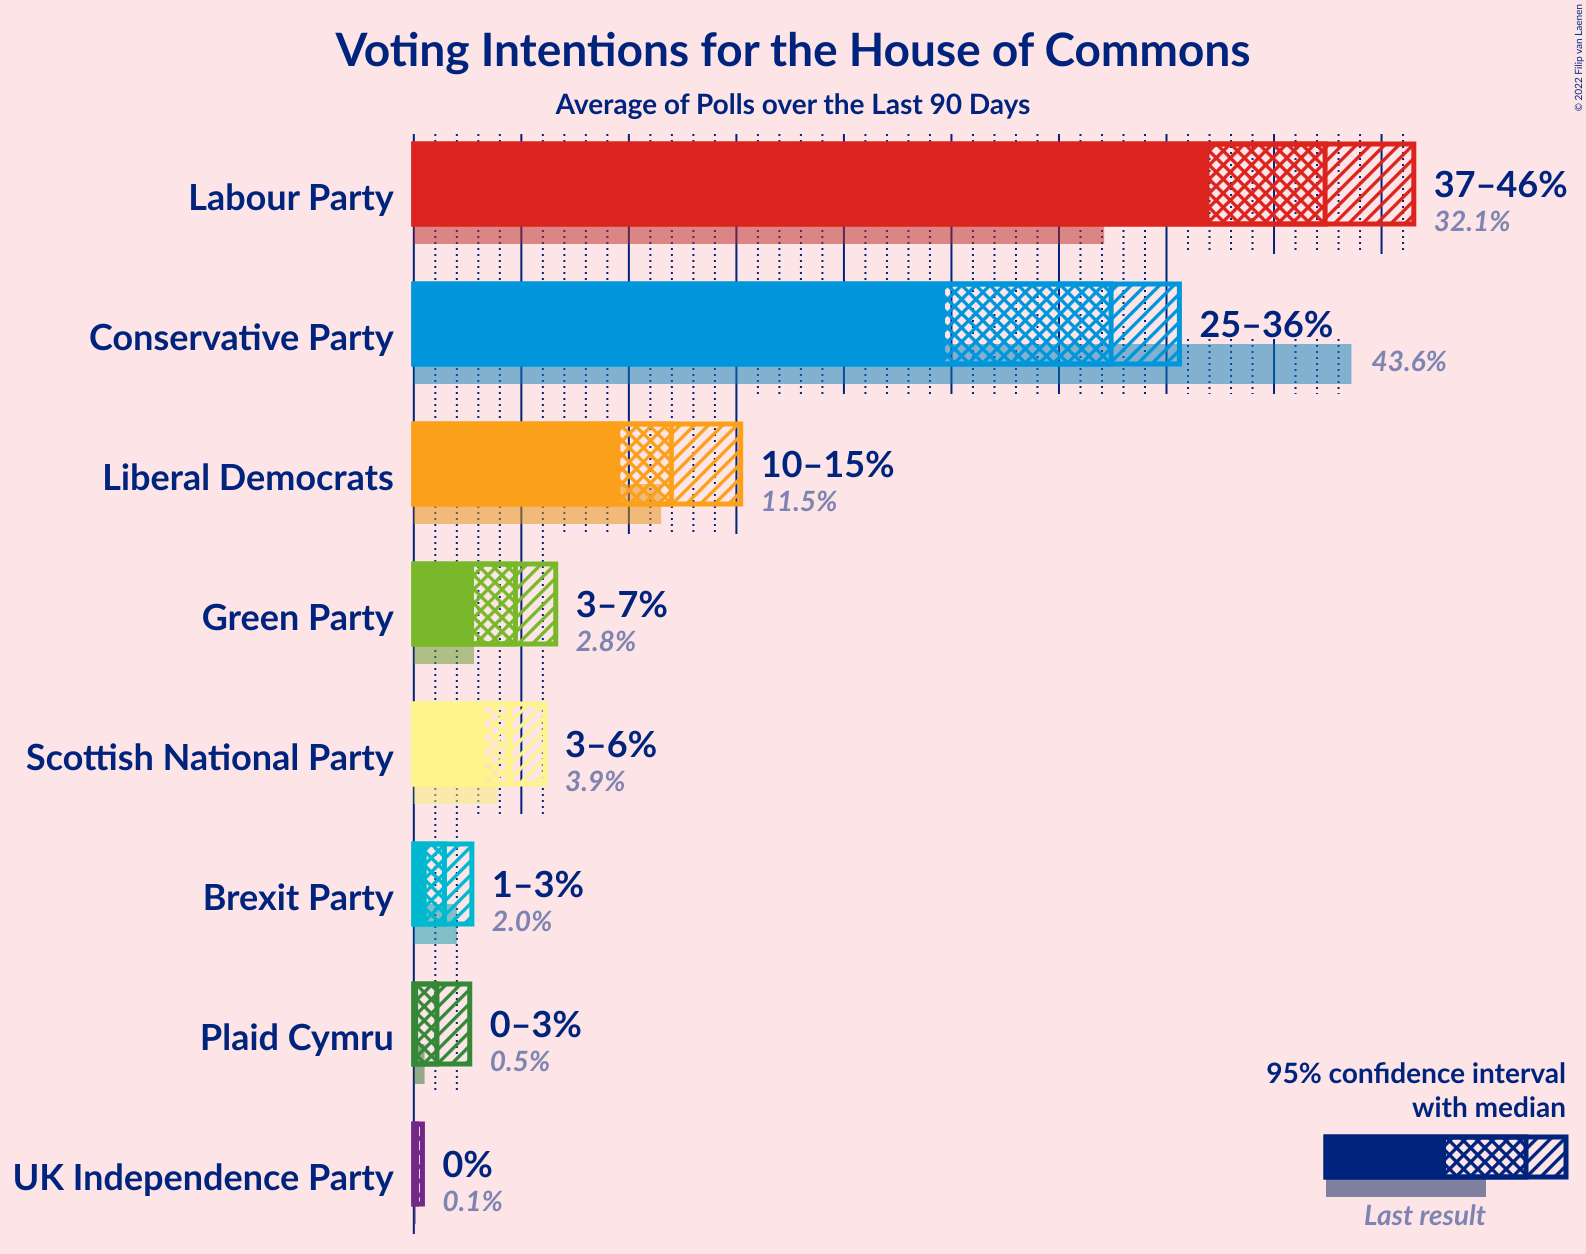 Voting Intentions for the House of Commons
Average of Polls over the Last 90 Days
© 2022 Filip van Laenen
Labour Party
37–46%
32.1%
Conservative Party
25–36%
43.6%
Liberal Democrats
10–15%
11.5%
Green Party
3–7%
2.8%
Scottish National Party
3–6%
3.9%
Brexit Party
1–3%
2.0%
Plaid Cymru
0–3%
0.5%
UK Independence Party
0%
0.1%
95% confidence interval
with median
Last result